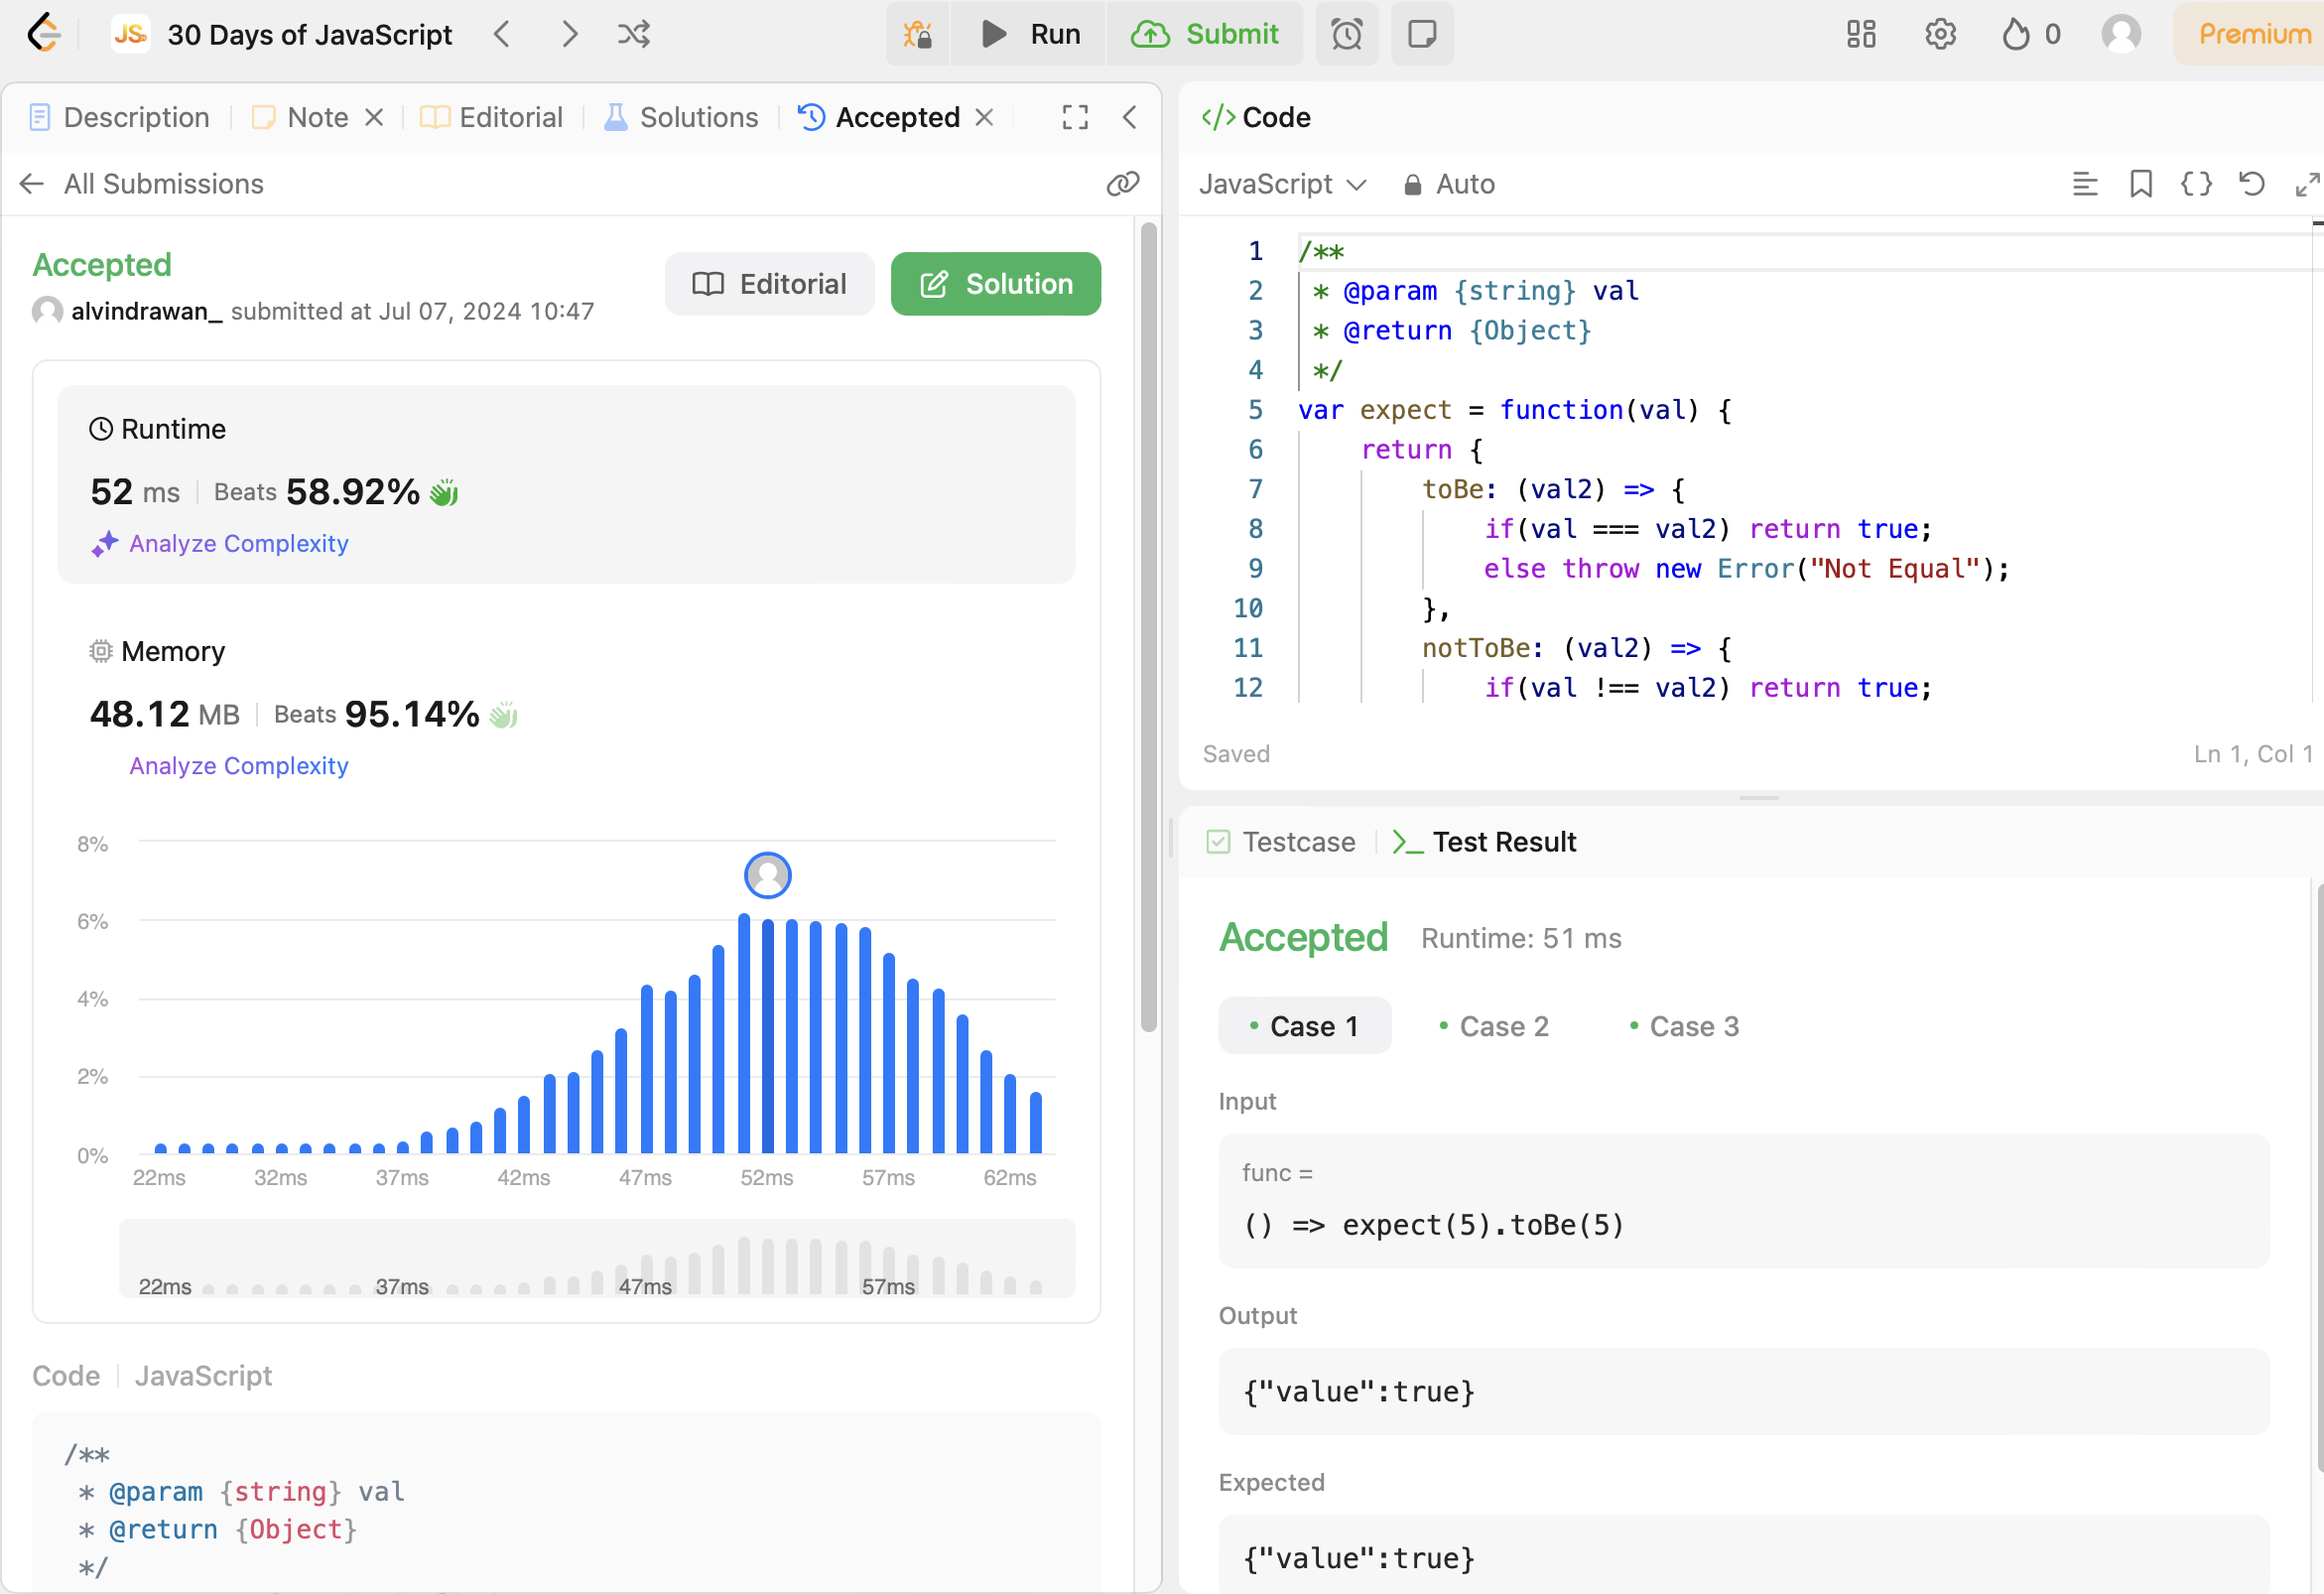 JS 30 Days of JavaScript
Run
Submit
0
Premium
Description
Note
Editorial
Solutions
Accepted
All Submissions
Accepted
alvindrawan_ submitted at Jul 07, 2024 10:47
Editorial
Solution
Runtime
52 ms Beats 58.92%
Analyze Complexity
Memory
48.12 MB Beats 95.14%
Analyze Complexity
8%
6%
4%
2%
0%
22ms 32ms 37ms 42ms 47ms 52ms 57ms 62ms
22ms 37ms 47ms 57ms
Code JavaScript
/**
* @param {string} val
* @return {Object}
*/
</> Code
JavaScript Auto
1 /**
2 * @param {string} val
3 * @return {Object}
4 */
5 var expect = function(val) {
6 return {
7 toBe: (val2) => {
8 if(val === val2) return true;
9 else throw new Error("Not Equal");
10 },
11 notToBe: (val2) => {
12 if(val !== val2) return true;
Saved
Ln 1, Col 1
Testcase
>_ Test Result
Accepted Runtime: 51 ms
• Case 1 • Case 2 • Case 3
Input
func =
() => expect(5).toBe(5)
Output
{"value":true}
Expected
{"value":true}